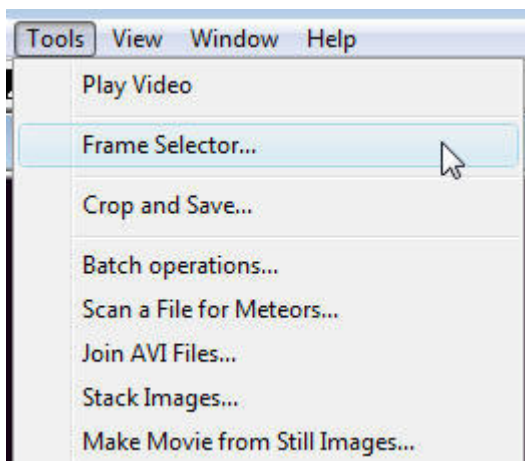 Tools View Window Help
Play Video
Frame Selector...
Crop and Save...
Batch operations...
Scan a File for Meteors...
Join AVI Files...
Stack Images...
Make Movie from Still Images...